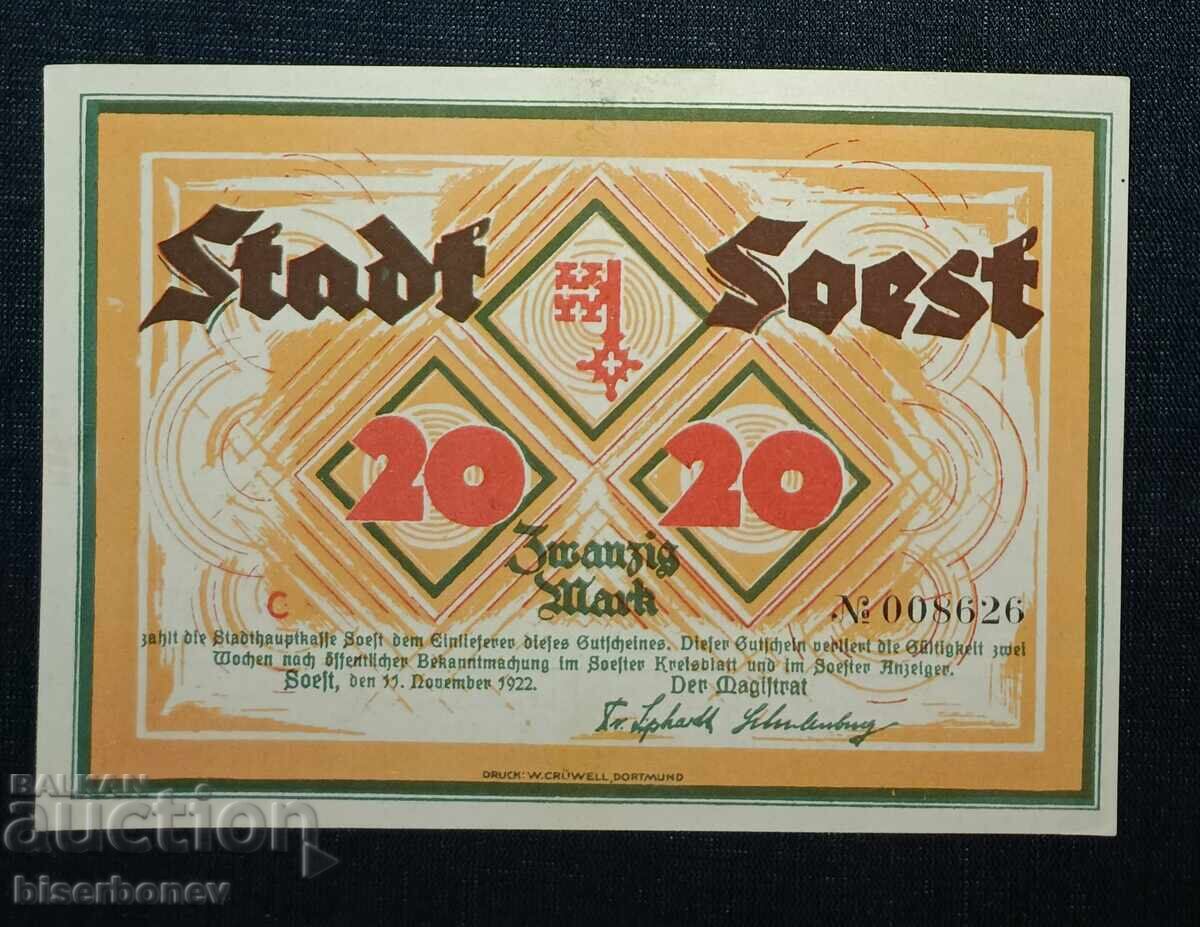 Stadt Soest
20 20
Zwanzig
Mark
C
№ 008626
zahlt die Stadthauptkasse Soest dem Einlieferer dieses Gutscheines. Dieser Gutschein verliert die Gültigkeit zwei
Wochen nach öffentlicher Bekanntmachung im Soester Kreisblatt und im Soester Anzeiger.
Soest, den 11. November 1922. Der Magistrat
Schulenburg
DRUCK: W. CRÜWELL, DORTMUND
BALKAN
auction
biserbonev